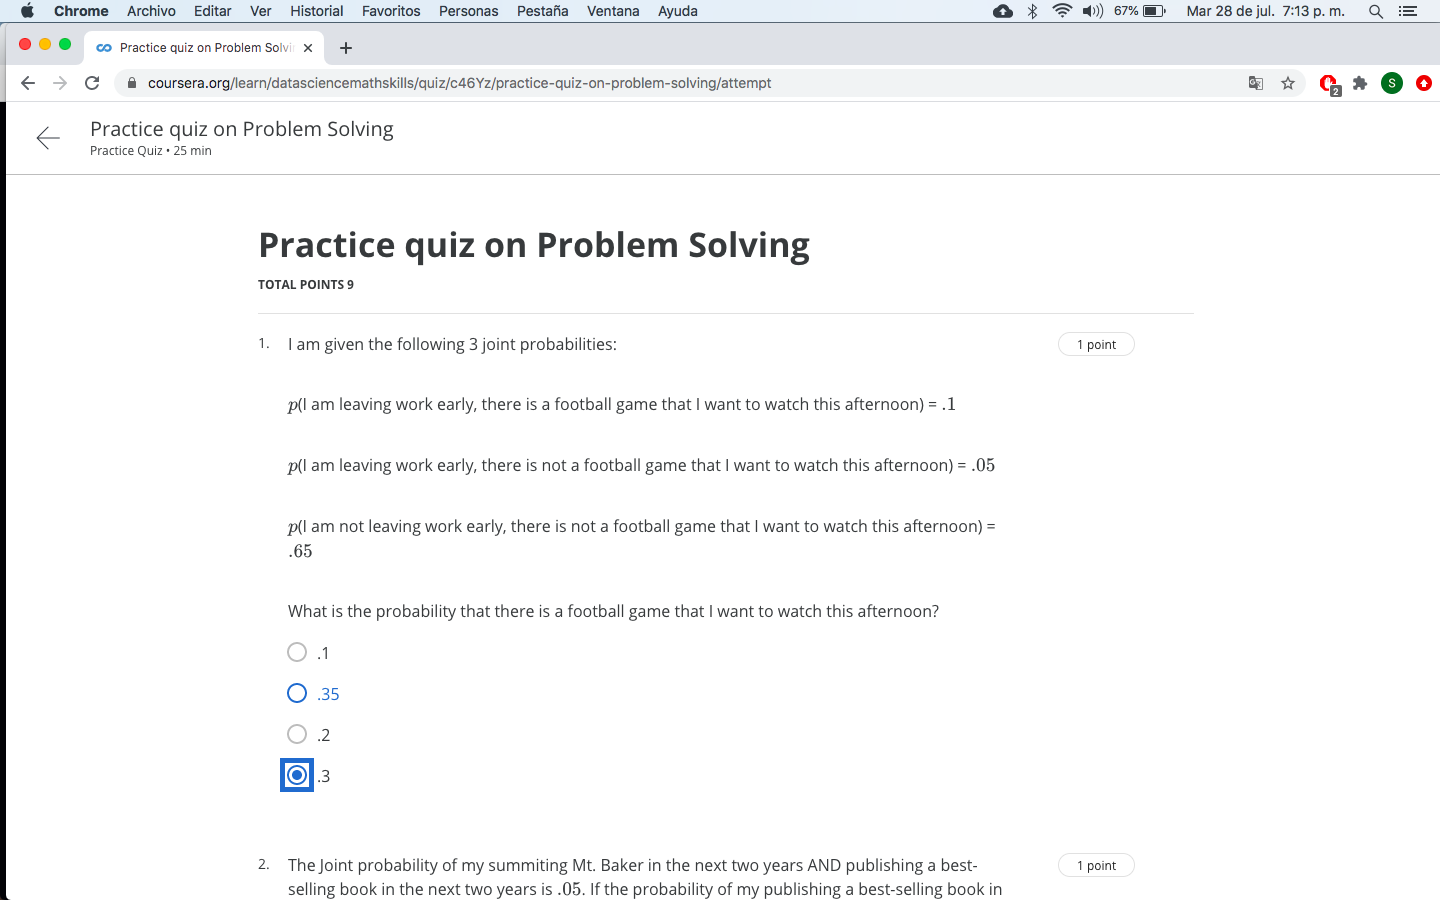 Chrome Archivo Editar Ver Historial Favoritos Personas Pestaña Ventana Ayuda 67% Mar 28 de jul. 7:13 p. m.
Practice quiz on Problem Solvi
coursera.org/learn/datasciencemathskills/quiz/c46Yz/practice-quiz-on-problem-solving/attempt 2 S
Practice quiz on Problem Solving
Practice Quiz • 25 min
Practice quiz on Problem Solving
TOTAL POINTS 9
1. I am given the following 3 joint probabilities: 1 point
p(I am leaving work early, there is a football game that I want to watch this afternoon) = .1
p(I am leaving work early, there is not a football game that I want to watch this afternoon) = .05
p(I am not leaving work early, there is not a football game that I want to watch this afternoon) =
.65
What is the probability that there is a football game that I want to watch this afternoon?
.1
.35
.2
.3
2. The Joint probability of my summiting Mt. Baker in the next two years AND publishing a best- 1 point
selling book in the next two years is .05. If the probability of my publishing a best-selling book in